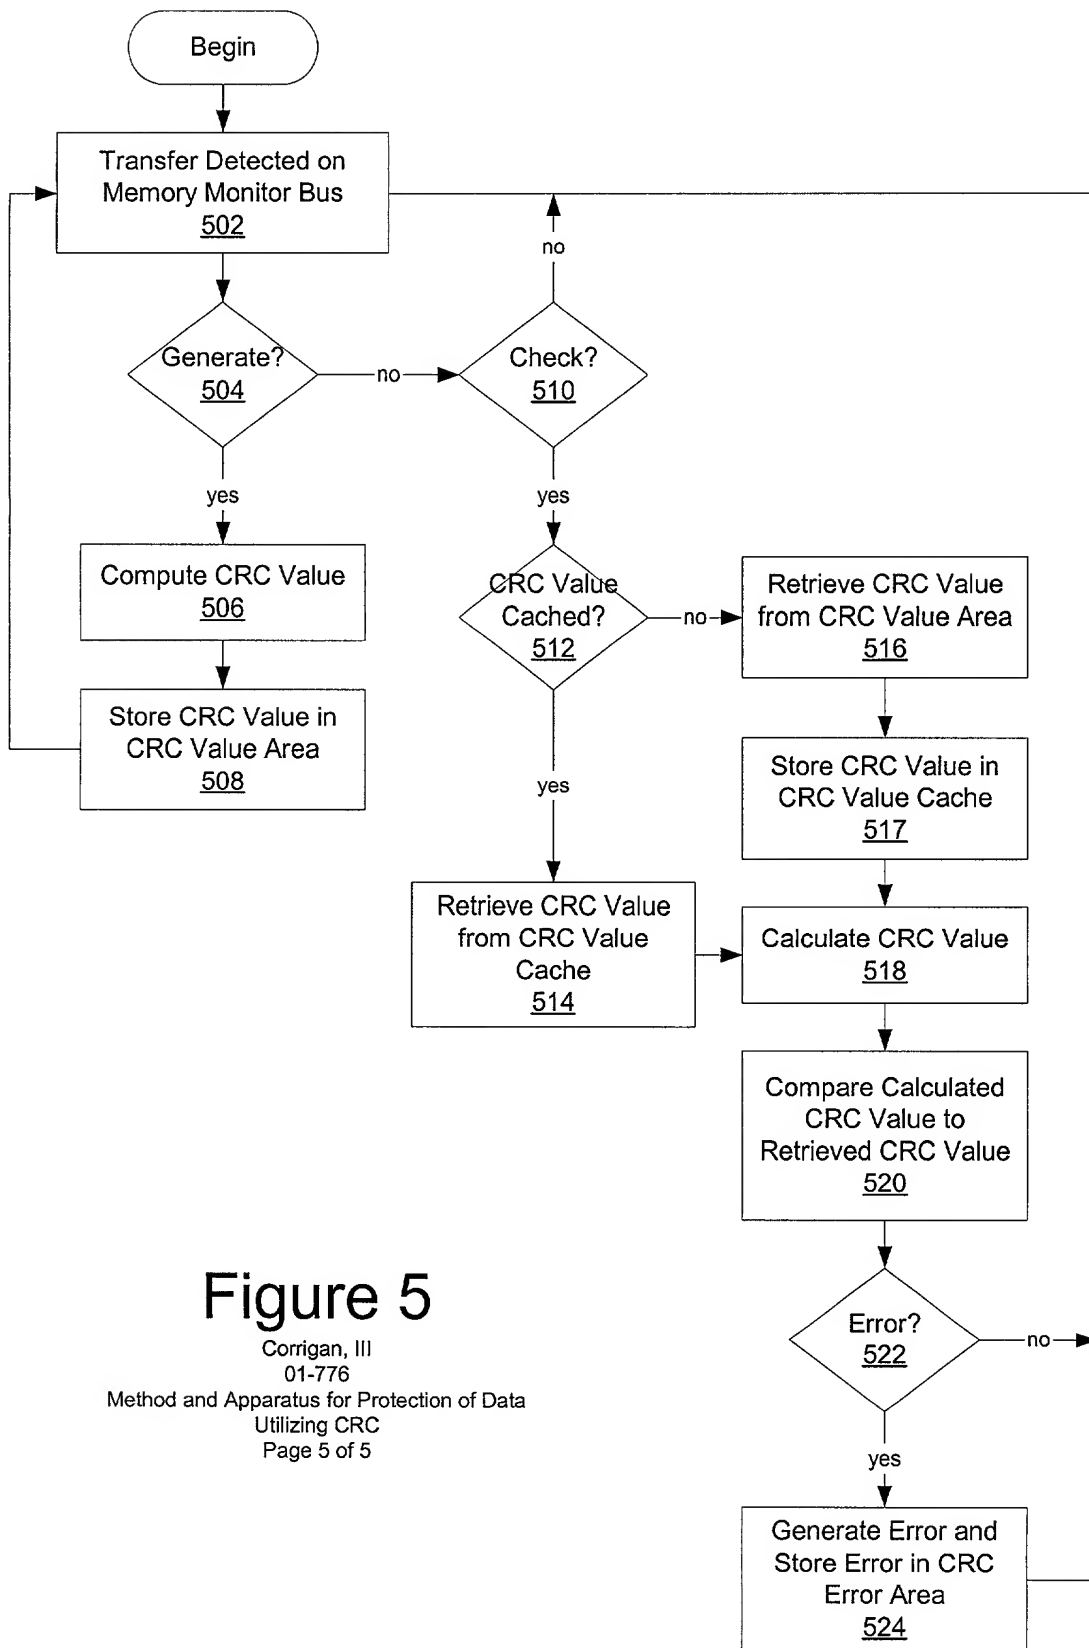 Begin
Transfer Detected on
Memory Monitor Bus
502
no
Generate?
504
no
Check?
510
yes
yes
Compute CRC Value
506
CRC Value
Cached?
512
no
Retrieve CRC Value
from CRC Value Area
516
Store CRC Value in
CRC Value Area
508
yes
Store CRC Value in
CRC Value Cache
517
Retrieve CRC Value
from CRC Value
Cache
514
Calculate CRC Value
518
Compare Calculated
CRC Value to
Retrieved CRC Value
520
Error?
522
no
yes
Generate Error and
Store Error in CRC
Error Area
524
Figure 5
Corrigan, III
01-776
Method and Apparatus for Protection of Data
Utilizing CRC
Page 5 of 5